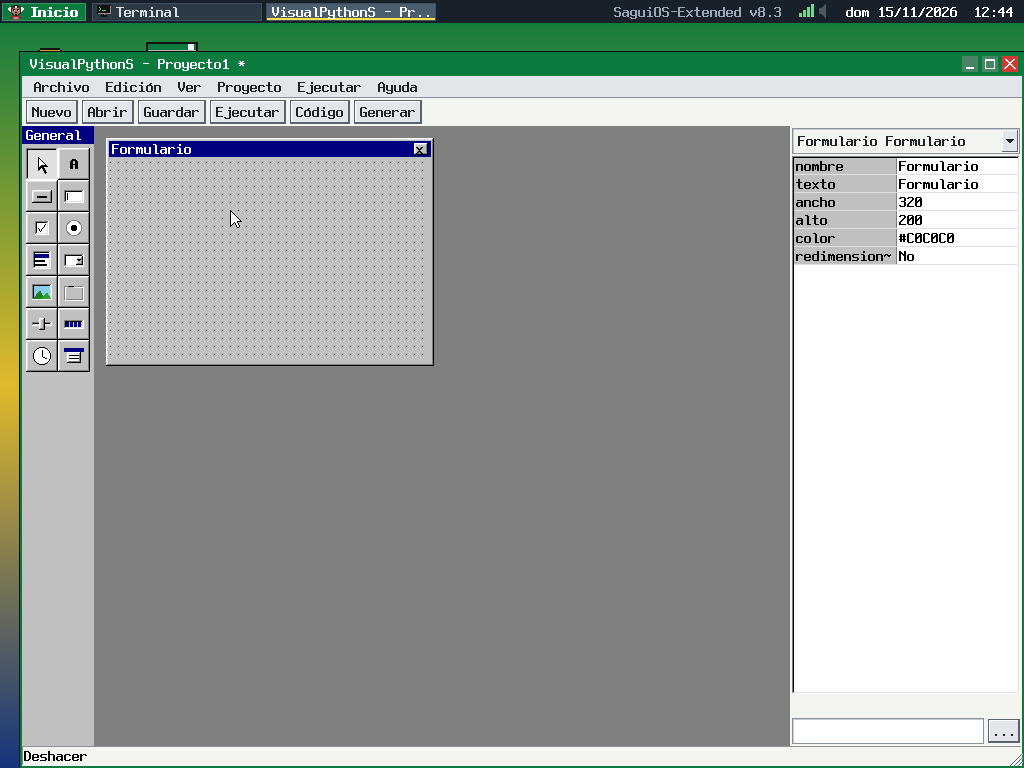 Inicio Terminal VisualPythonS - Pr.. SaguiOS-Extended v8.3 dom 15/11/2026 12:44
VisualPythonS - Proyecto1 *
Archivo Edición Ver Proyecto Ejecutar Ayuda
Nuevo Abrir Guardar Ejecutar Código Generar
General
A
Formulario
Formulario Formulario
nombre Formulario
texto Formulario
ancho 320
alto 200
color #C0C0C0
redimension~ No
...
Deshacer